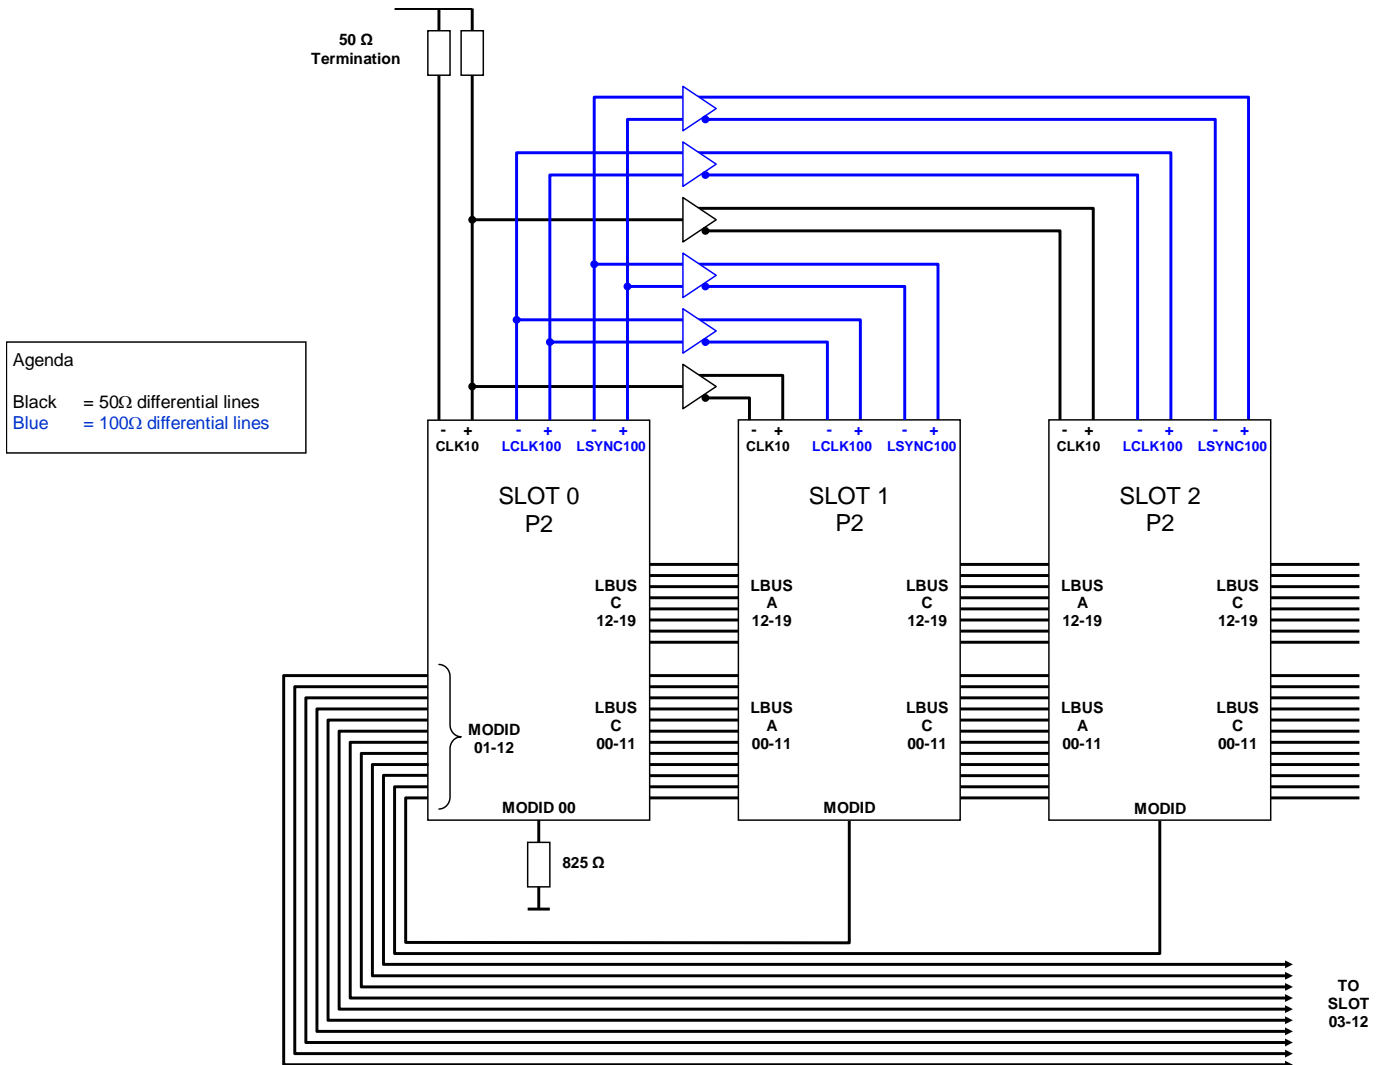 50 Ω
Termination
Agenda
Black = 50Ω differential lines
Blue = 100Ω differential lines
- +
CLK10
- +
LCLK100
- +
LSYNC100
SLOT 0
P2
LBUS
C
12-19
MODID
01-12
LBUS
C
00-11
MODID 00
825 Ω
- +
CLK10
- +
LCLK100
- +
LSYNC100
SLOT 1
P2
LBUS
A
12-19
LBUS
C
12-19
LBUS
A
00-11
LBUS
C
00-11
MODID
- +
CLK10
- +
LCLK100
- +
LSYNC100
SLOT 2
P2
LBUS
A
12-19
LBUS
C
12-19
LBUS
A
00-11
LBUS
C
00-11
MODID
TO
SLOT
03-12